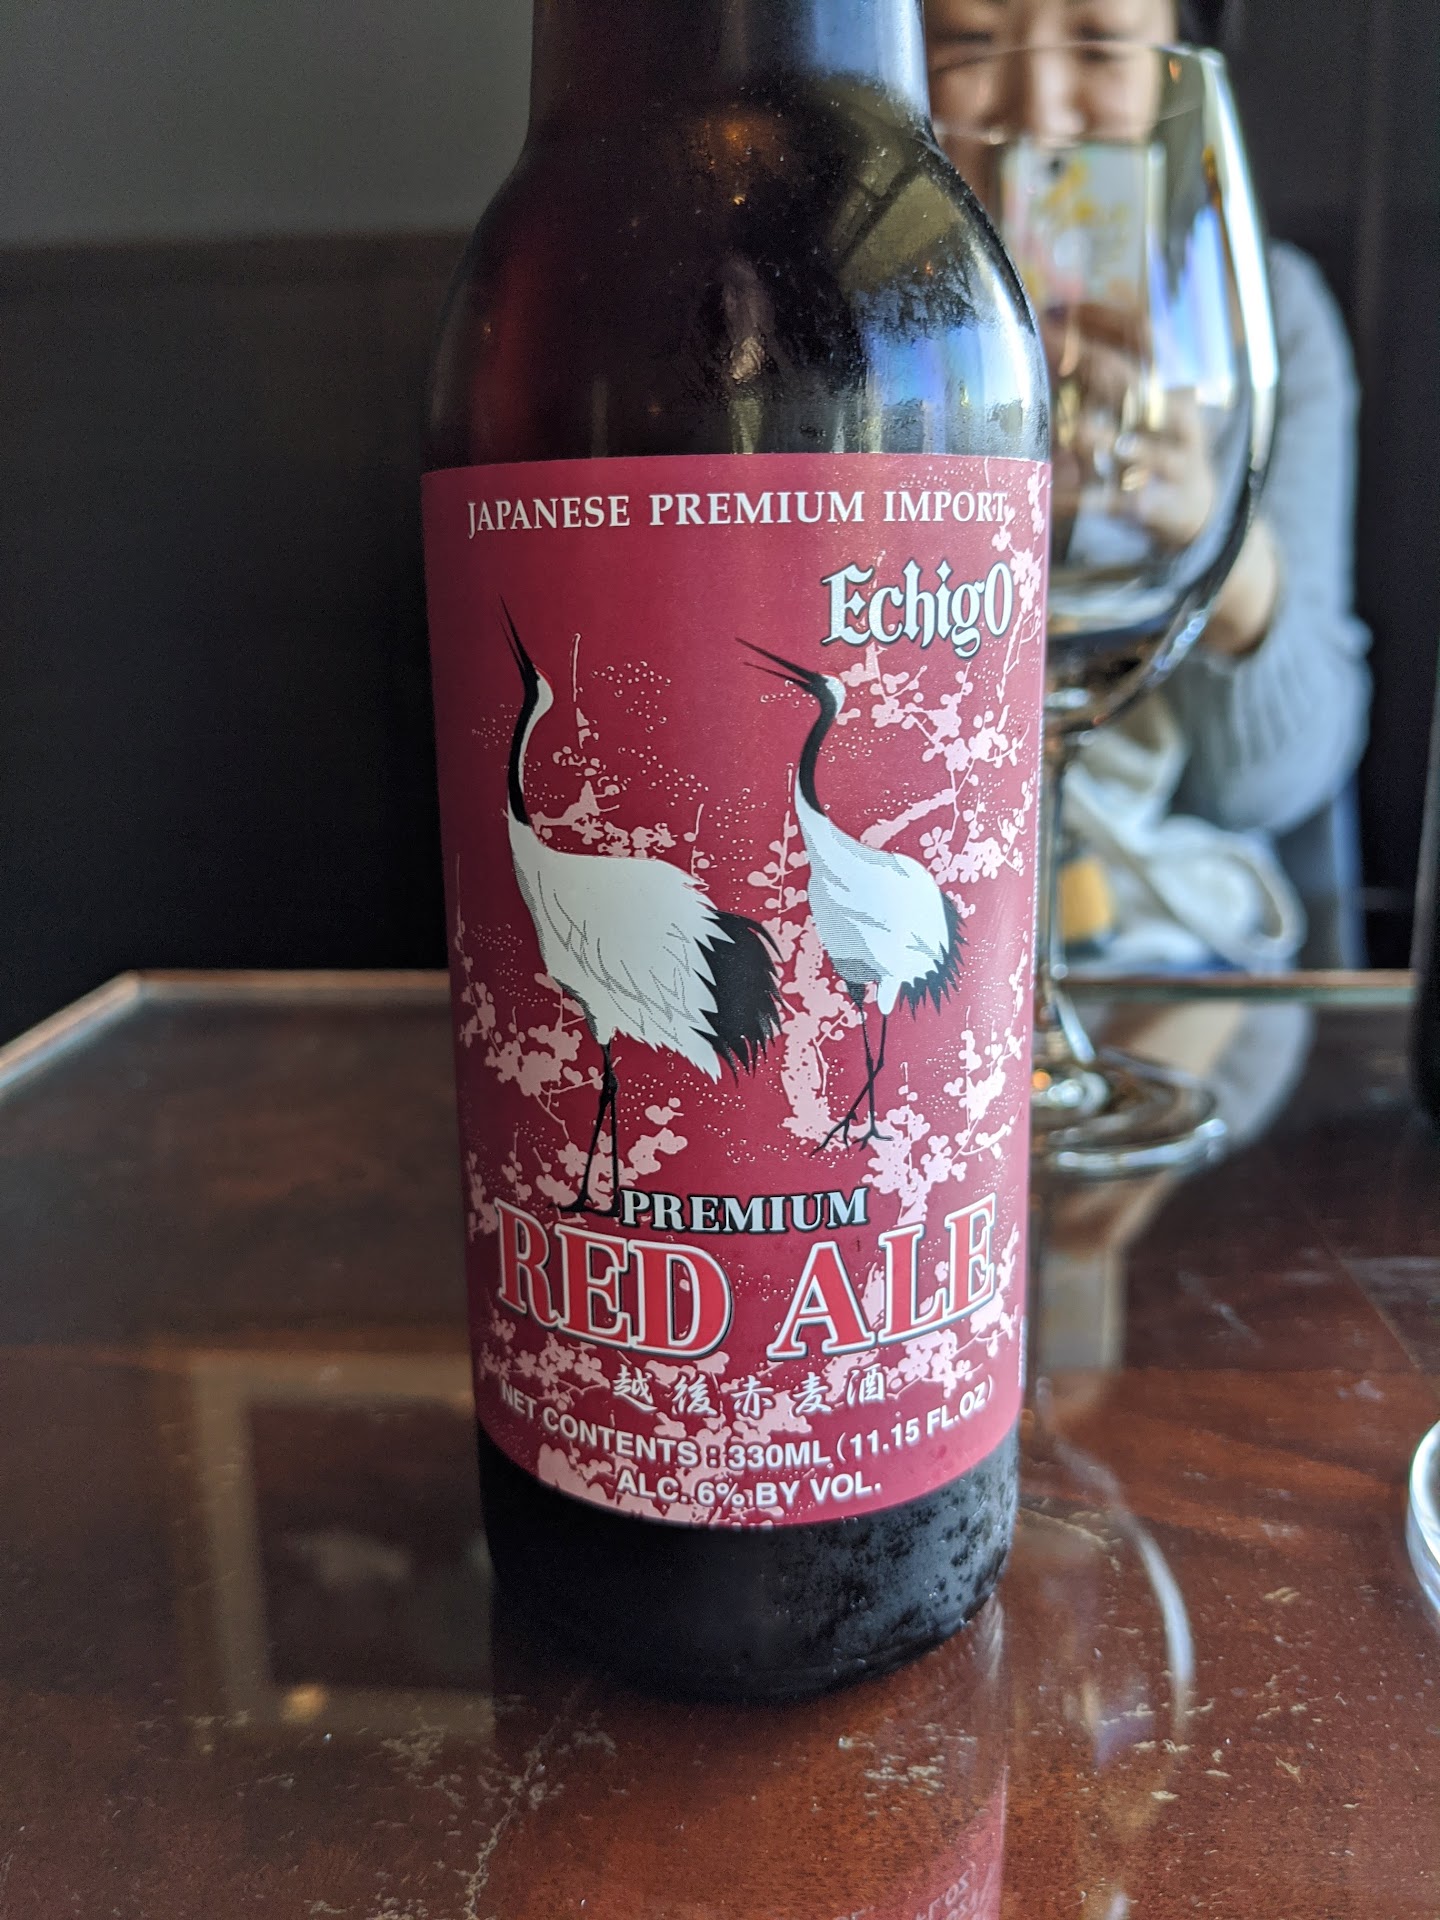 JAPANESE PREMIUM IMPORT
Echigo
PREMIUM
RED ALE
越後赤麦酒
NET CONTENTS : 330ML (11.15 FL.OZ)
ALC. 6% BY VOL.